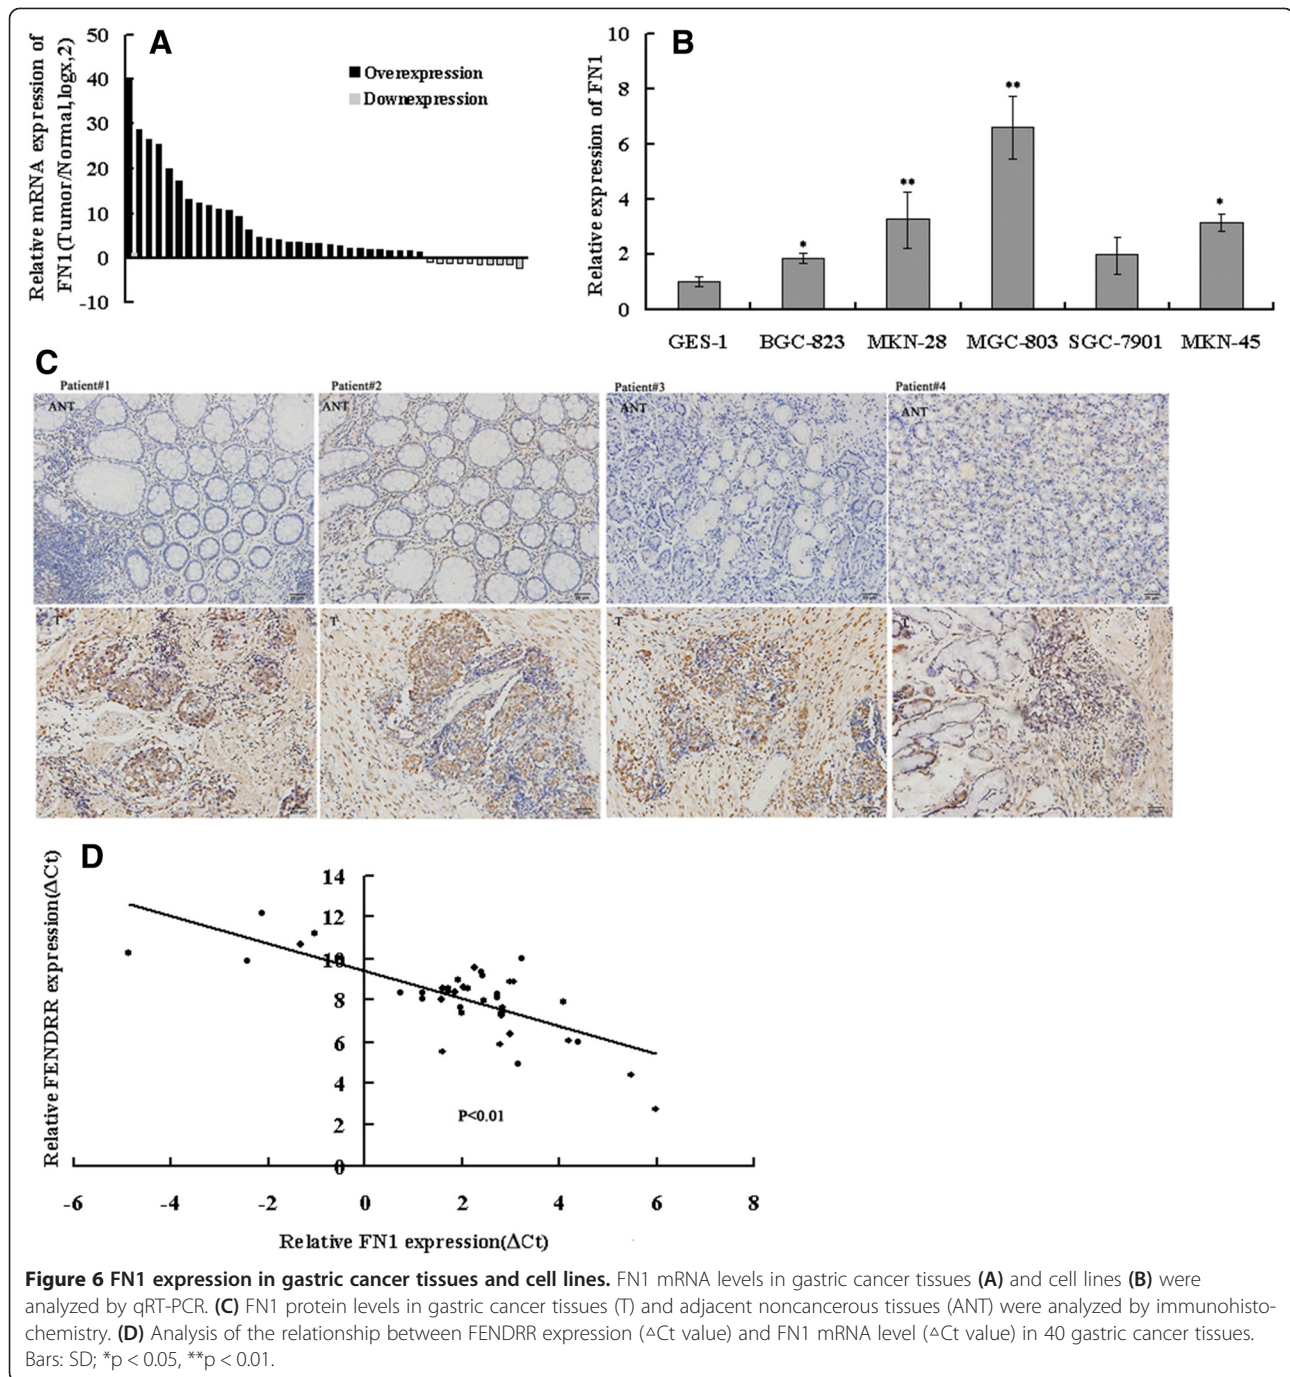 A
Relative mRNA expression of
FN1(Tumor/Normal,logx,2)
50
40
30
20
10
0
-10
Overexpression
Downexpression
B
Relative expression of FN1
10
8
6
4
2
0
*
**
**
*
GES-1 BGC-823 MKN-28 MGC-803 SGC-7901 MKN-45
C
Patient#1 Patient#2 Patient#3 Patient#4
ANT ANT ANT ANT
T T T T
D
Relative FENDRR expression(ΔCt)
14
12
10
8
6
4
2
0
P<0.01
-6 -4 -2 0 2 4 6 8
Relative FN1 expression(ΔCt)
Figure 6 FN1 expression in gastric cancer tissues and cell lines. FN1 mRNA levels in gastric cancer tissues (A) and cell lines (B) were
analyzed by qRT-PCR. (C) FN1 protein levels in gastric cancer tissues (T) and adjacent noncancerous tissues (ANT) were analyzed by immunohisto-
chemistry. (D) Analysis of the relationship between FENDRR expression (△Ct value) and FN1 mRNA level (△Ct value) in 40 gastric cancer tissues.
Bars: SD; *p < 0.05, **p < 0.01.